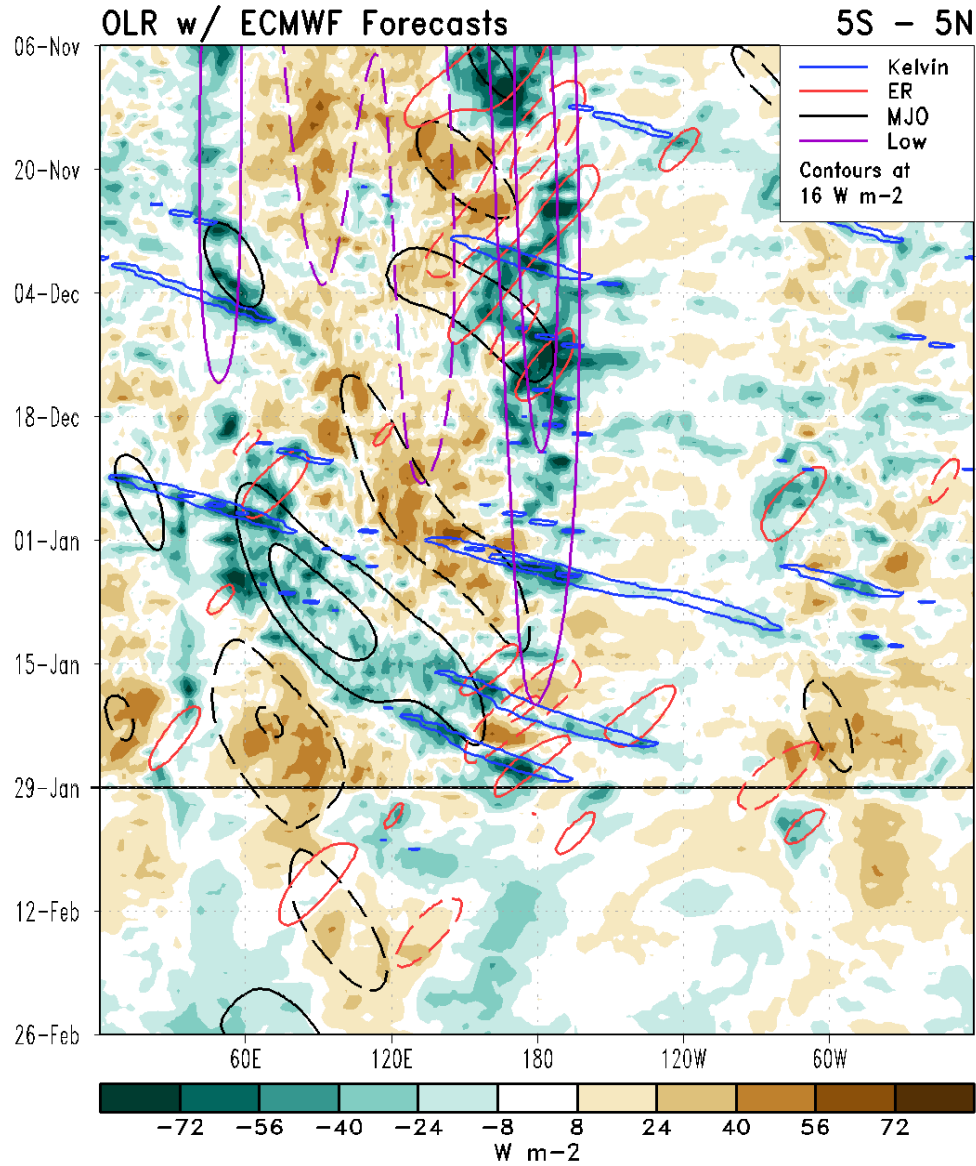 OLR w/ ECMWF Forecasts 5S - 5N
Kelvin
ER
MJO
Low
Contours at
16 W m-2
06-Nov
20-Nov
04-Dec
18-Dec
01-Jan
15-Jan
29-Jan
12-Feb
26-Feb
60E 120E 180 120W 60W
-72 -56 -40 -24 -8 8 24 40 56 72
W m-2